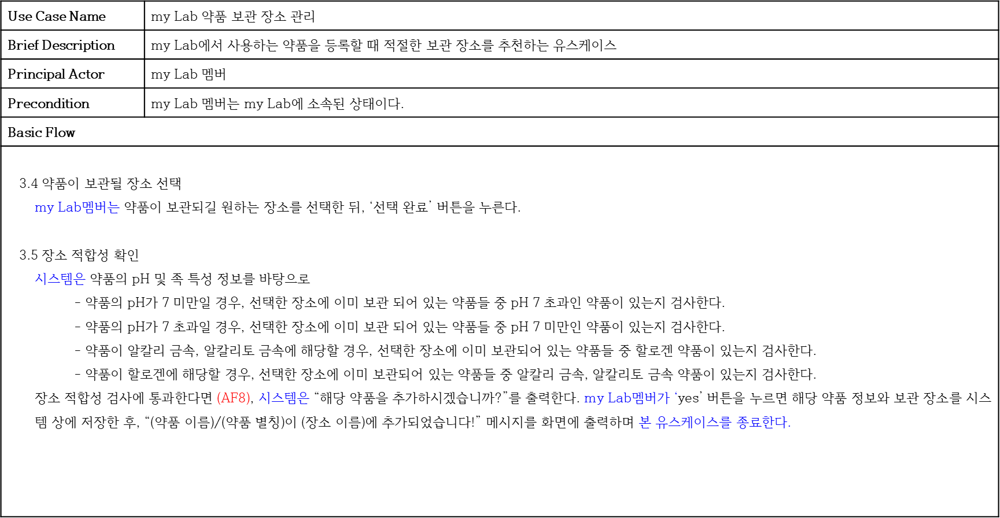 Use Case Name my Lab 약품 보관 장소 관리
Brief Description my Lab에서 사용하는 약품을 등록할 때 적절한 보관 장소를 추천하는 유스케이스
Principal Actor my Lab 멤버
Precondition my Lab 멤버는 my Lab에 소속된 상태이다.
Basic Flow
3.4 약품이 보관될 장소 선택
my Lab멤버는 약품이 보관되길 원하는 장소를 선택한 뒤, ‘선택 완료’ 버튼을 누른다.
3.5 장소 적합성 확인
시스템은 약품의 pH 및 족 특성 정보를 바탕으로
- 약품의 pH가 7 미만일 경우, 선택한 장소에 이미 보관 되어 있는 약품들 중 pH 7 초과인 약품이 있는지 검사한다.
- 약품의 pH가 7 초과일 경우, 선택한 장소에 이미 보관 되어 있는 약품들 중 pH 7 미만인 약품이 있는지 검사한다.
- 약품이 알칼리 금속, 알칼리토 금속에 해당할 경우, 선택한 장소에 이미 보관되어 있는 약품들 중 할로겐 약품이 있는지 검사한다.
- 약품이 할로겐에 해당할 경우, 선택한 장소에 이미 보관되어 있는 약품들 중 알칼리 금속, 알칼리토 금속 약품이 있는지 검사한다.
장소 적합성 검사에 통과한다면 (AF8), 시스템은 “해당 약품을 추가하시겠습니까?”를 출력한다. my Lab멤버가 ‘yes’ 버튼을 누르면 해당 약품 정보와 보관 장소를 시스
템 상에 저장한 후, “(약품 이름)/(약품 별칭)이 (장소 이름)에 추가되었습니다!” 메시지를 화면에 출력하며 본 유스케이스를 종료한다.